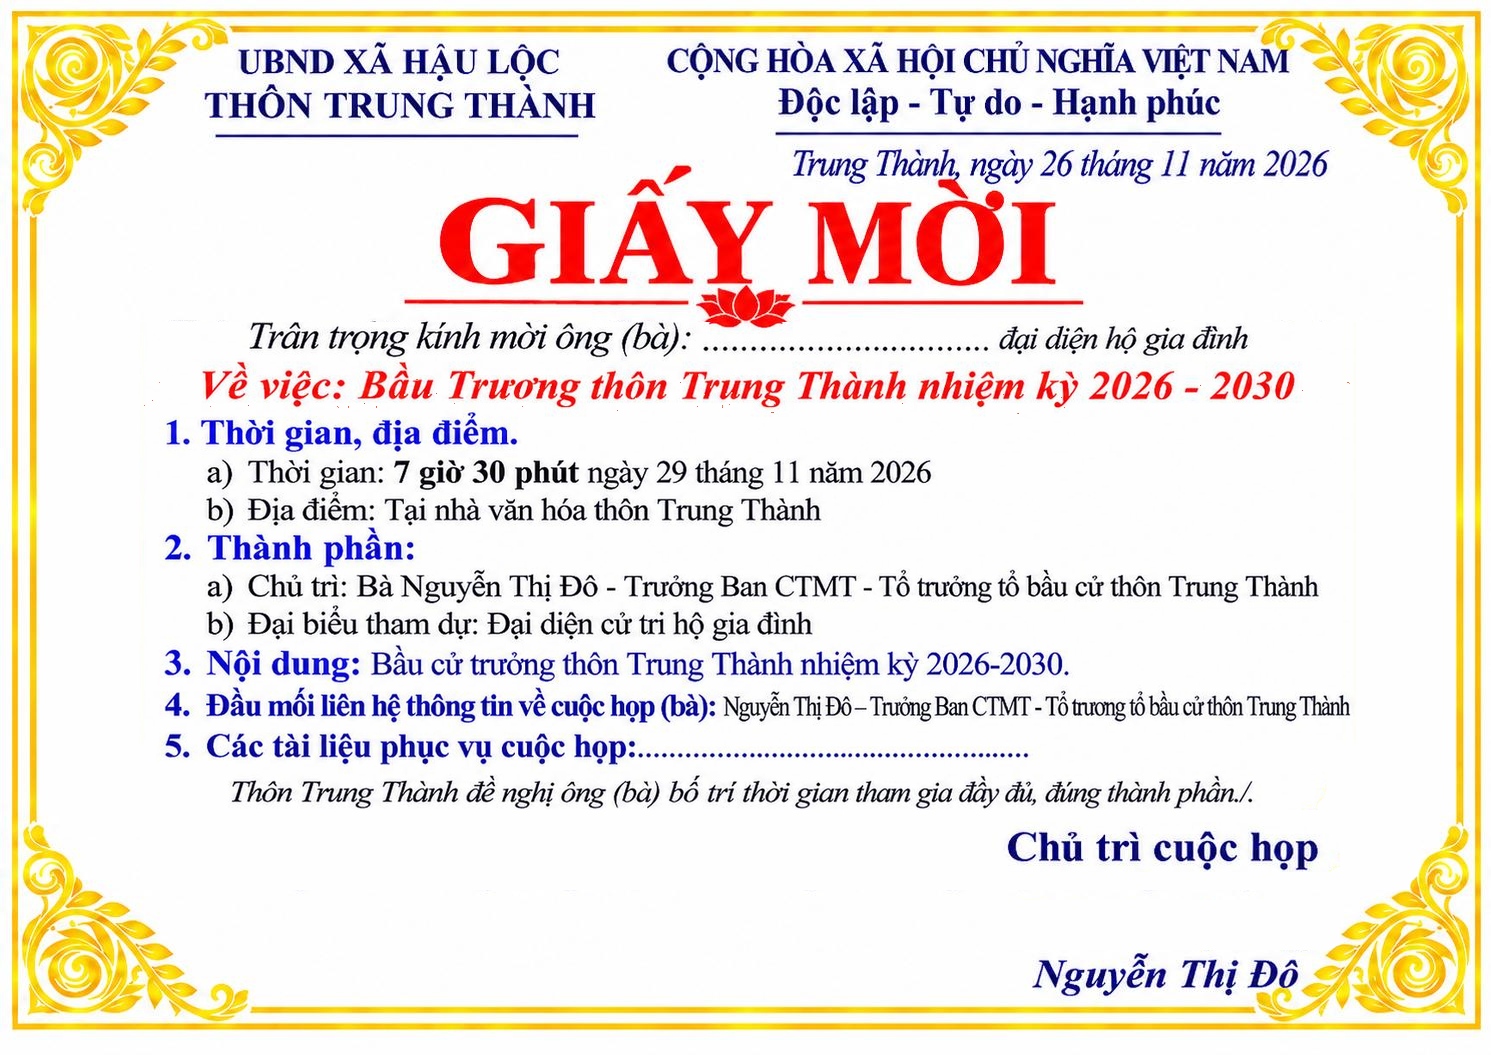 UBND XÃ HẬU LỘC
THÔN TRUNG THÀNH
CỘNG HÒA XÃ HỘI CHỦ NGHĨA VIỆT NAM
Độc lập - Tự do - Hạnh phúc
Trung Thành, ngày 26 tháng 11 năm 2026
GIẤY MỜI
Trân trọng kính mời ông (bà): .............................. đại diện hộ gia đình
Về việc: Bầu Trương thôn Trung Thành nhiệm kỳ 2026 - 2030
1. Thời gian, địa điểm.
a) Thời gian: 7 giờ 30 phút ngày 29 tháng 11 năm 2026
b) Địa điểm: Tại nhà văn hóa thôn Trung Thành
2. Thành phần:
a) Chủ trì: Bà Nguyễn Thị Đô - Trưởng Ban CTMT - Tổ trưởng tổ bầu cử thôn Trung Thành
b) Đại biểu tham dự: Đại diện cử tri hộ gia đình
3. Nội dung: Bầu cử trưởng thôn Trung Thành nhiệm kỳ 2026-2030.
4. Đầu mối liên hệ thông tin về cuộc họp (bà): Nguyễn Thị Đô – Trưởng Ban CTMT - Tổ trương tổ bầu cử thôn Trung Thành
5. Các tài liệu phục vụ cuộc họp:................................................
Thôn Trung Thành đề nghị ông (bà) bố trí thời gian tham gia đầy đủ, đúng thành phần./.
Chủ trì cuộc họp
Nguyễn Thị Đô